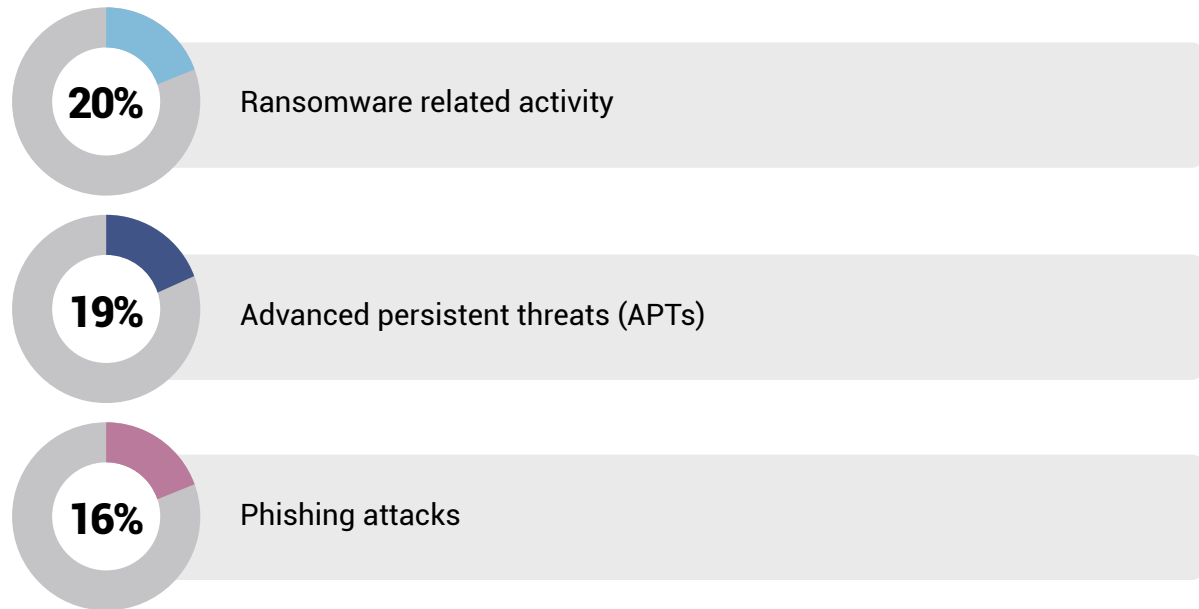 20%
Ransomware related activity
19%
Advanced persistent threats (APTs)
16%
Phishing attacks